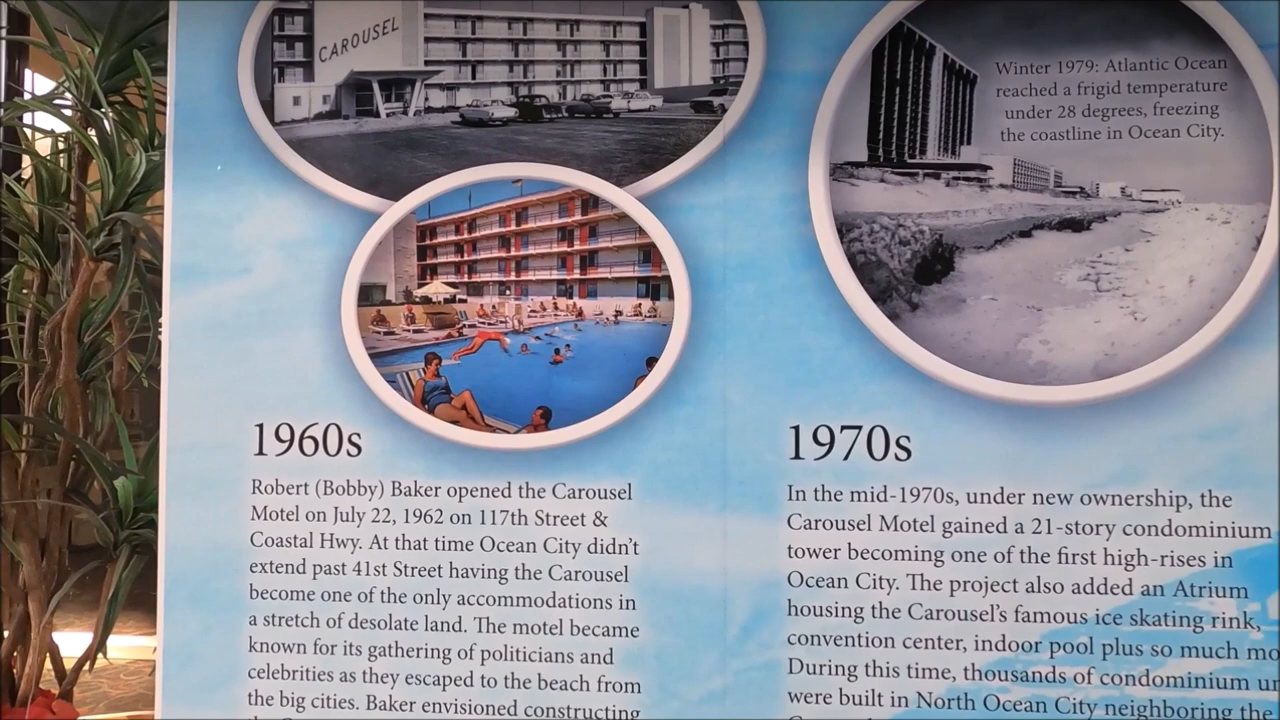 CAROUSEL
Winter 1979: Atlantic Ocean
reached a frigid temperature
under 28 degrees, freezing
the coastline in Ocean City.
1960s
Robert (Bobby) Baker opened the Carousel
Motel on July 22, 1962 on 117th Street &
Coastal Hwy. At that time Ocean City didn't
extend past 41st Street having the Carousel
become one of the only accommodations in
a stretch of desolate land. The motel became
known for its gathering of politicians and
celebrities as they escaped to the beach from
the big cities. Baker envisioned constructing
1970s
In the mid-1970s, under new ownership, the
Carousel Motel gained a 21-story condominium
tower becoming one of the first high-rises in
Ocean City. The project also added an Atrium
housing the Carousel's famous ice skating rink,
convention center, indoor pool plus so much
During this time, thousands of condominium
were built in North Ocean City neighboring the